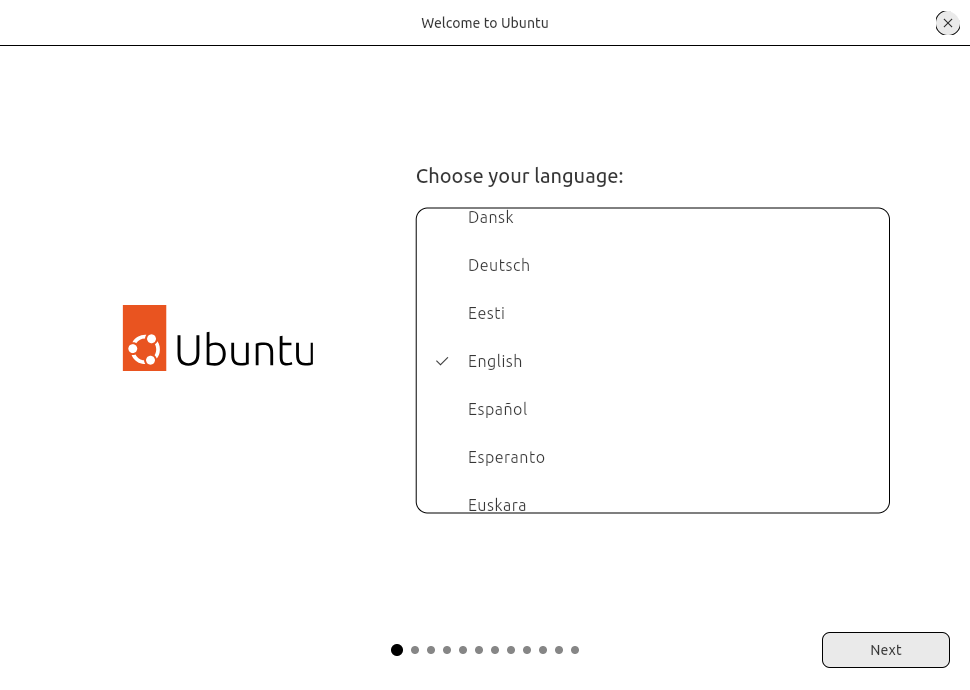 Welcome to Ubuntu
Choose your language:
Dansk
Deutsch
Eesti
English
Español
Esperanto
Euskara
Ubuntu
Next